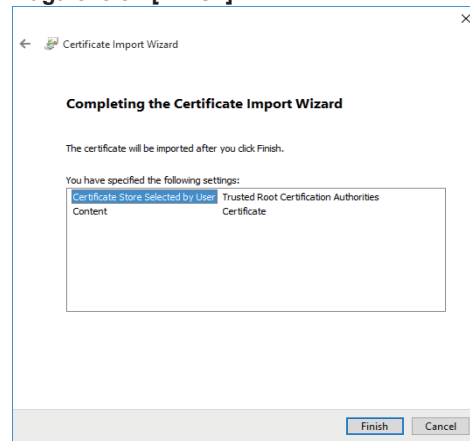 Certificate Import Wizard
Completing the Certificate Import Wizard
The certificate will be imported after you click Finish.
You have specified the following settings:
Certificate Store Selected by User Trusted Root Certification Authorities
Content Certificate
Finish Cancel